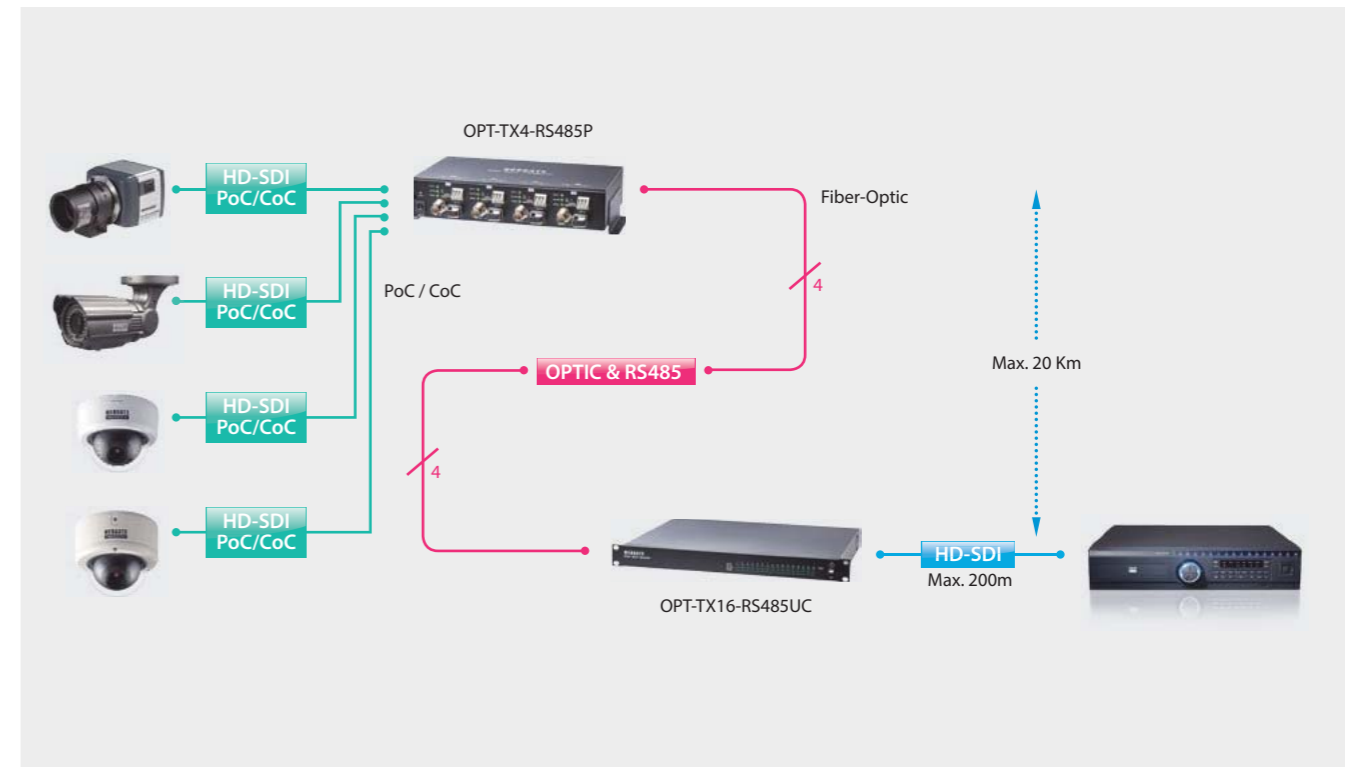 OPT-TX4-RS485P
HD-SDI
PoC/CoC
Fiber-Optic
HD-SDI
PoC/CoC
PoC / CoC
4
Max. 20 Km
OPTIC & RS485
HD-SDI
PoC/CoC
4
HD-SDI
PoC/CoC
HD-SDI
Max. 200m
OPT-TX16-RS485UC